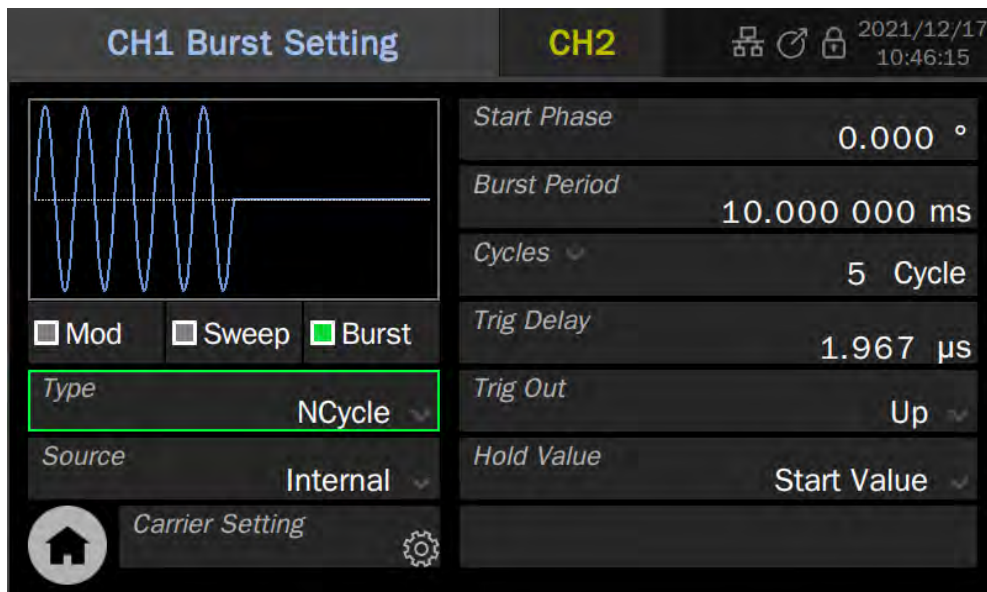 CH1 Burst Setting
CH2
2021/12/17
10:46:15
Mod
Sweep
Burst
Type
NCycle
Source
Internal
Carrier Setting
Start Phase
0.000 °
Burst Period
10.000 000 ms
Cycles
5 Cycle
Trig Delay
1.967 µs
Trig Out
Up
Hold Value
Start Value